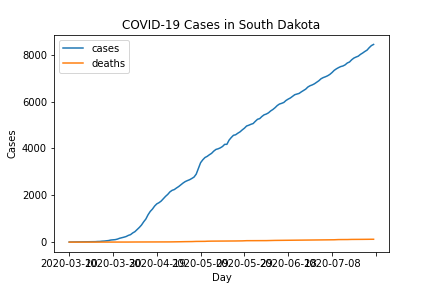 COVID-19 Cases in South Dakota
cases
deaths
8000
6000
4000
2000
0
Cases
2020-03-10
2020-03-30
2020-04-19
2020-05-09
2020-05-29
2020-06-18
2020-07-08
Day